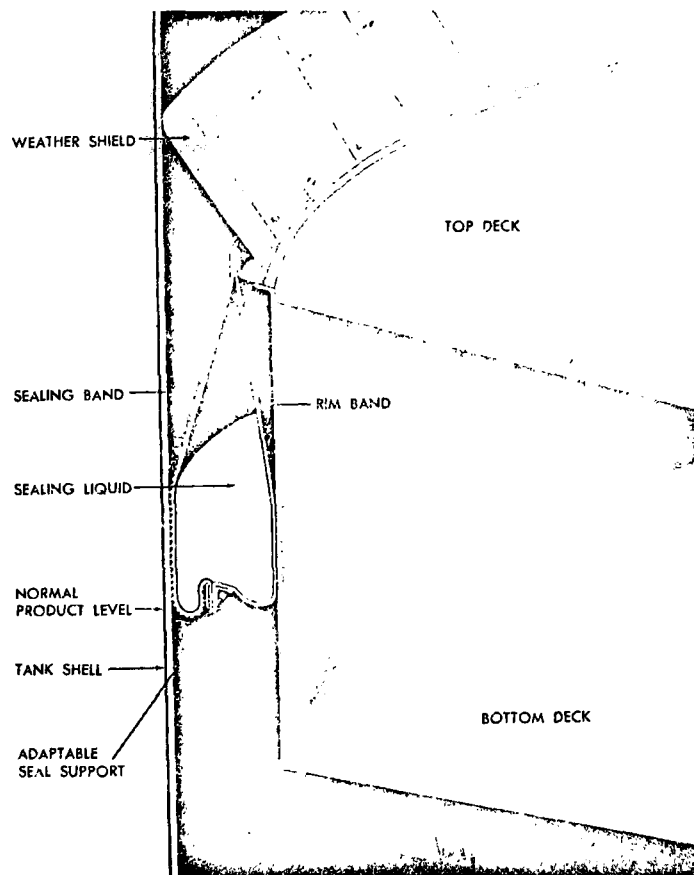 WEATHER SHIELD
TOP DECK
SEALING BAND
RIM BAND
SEALING LIQUID
NORMAL
PRODUCT LEVEL
TANK SHELL
BOTTOM DECK
ADAPTABLE
SEAL SUPPORT